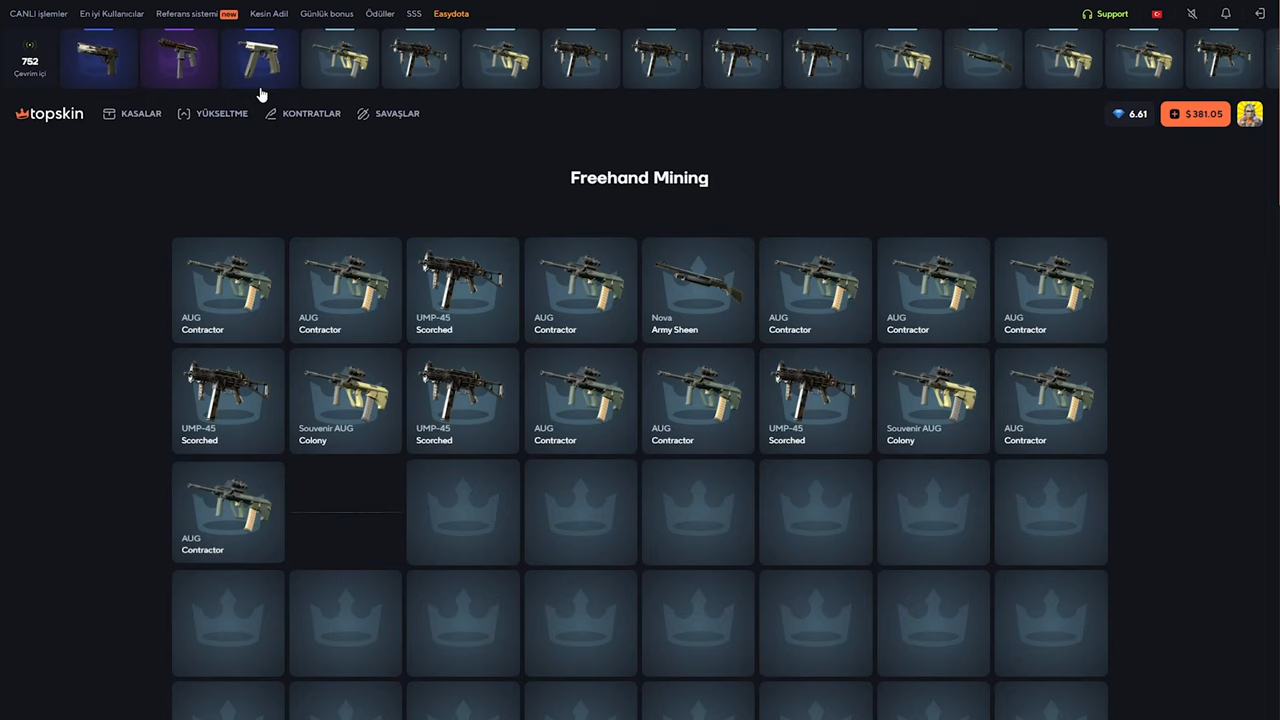 CANLI işlemler En iyi Kullanıcılar Referans sistemi new Kesin Adil Günlük bonus Ödüller SSS Easydota Support
752
Çevrim içi
topskin KASALAR YÜKSELTME KONTRATLAR SAVAŞLAR 6.61 $ 381.05
Freehand Mining
AUG AUG UMP-45 AUG Nova AUG AUG AUG
Contractor Contractor Scorched Contractor Army Sheen Contractor Contractor Contractor
UMP-45 Souvenir AUG UMP-45 AUG AUG UMP-45 Souvenir AUG AUG
Scorched Colony Scorched Contractor Contractor Scorched Colony Contractor
AUG
Contractor